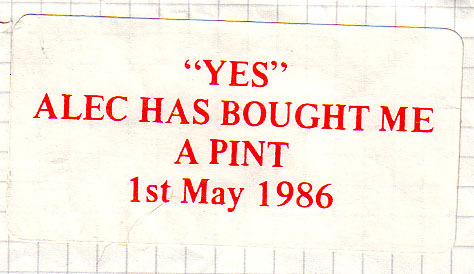 “YES”
ALEC HAS BOUGHT ME
A PINT
1st May 1986